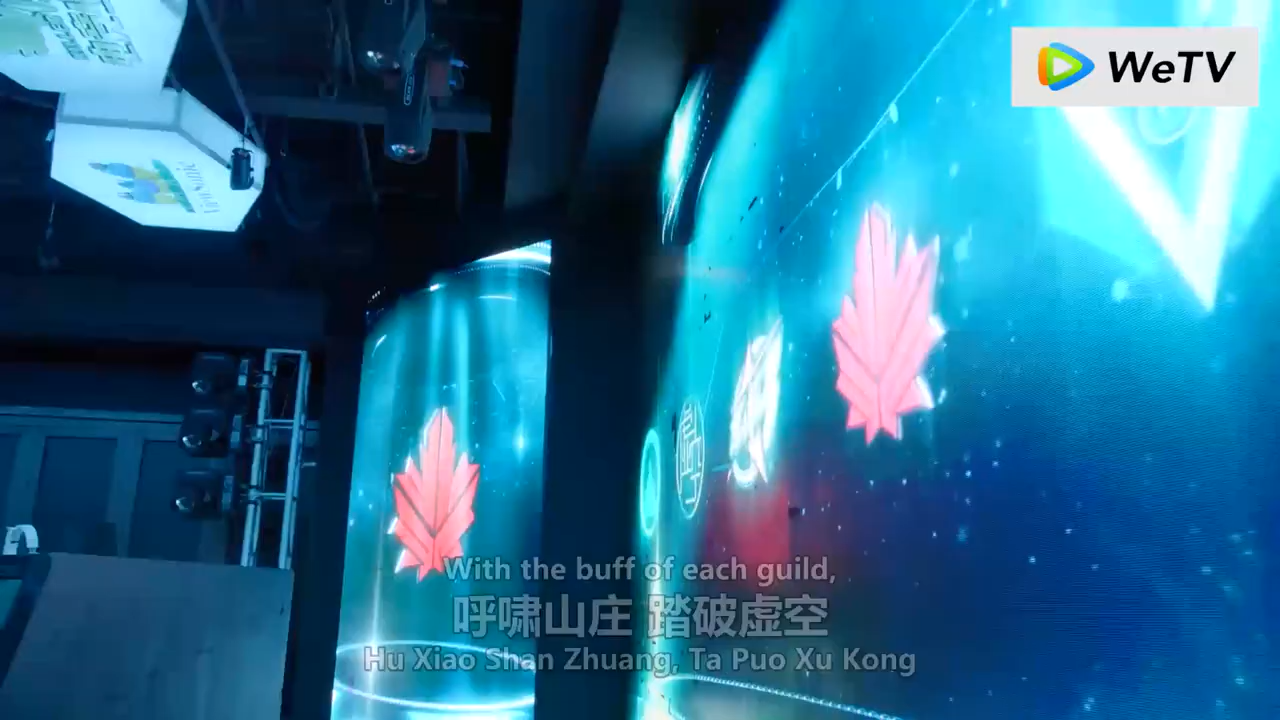 WeTV
With the buff of each guild,
呼啸山庄 踏破虚空
Hu Xiao Shan Zhuang, Ta Puo Xu Kong